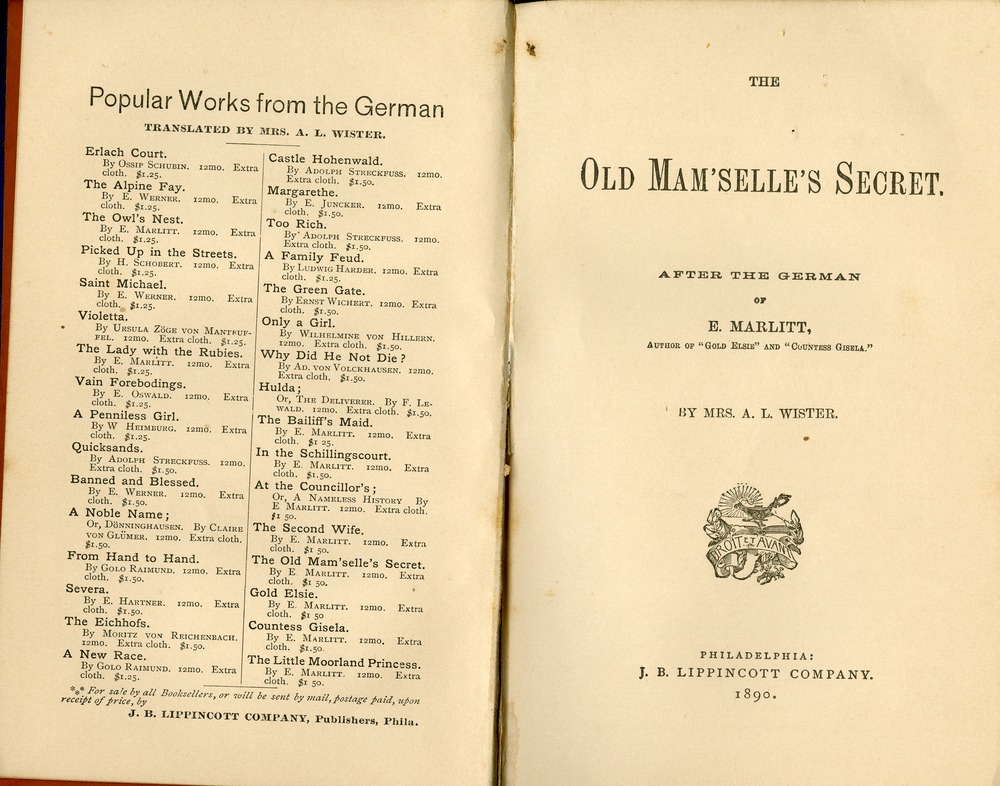 Popular Works from the German
TRANSLATED BY MRS. A. L. WISTER.
Erlach Court.
By OSSIP SCHUBIN. 12mo. Extra
cloth. $1.25.
The Alpine Fay.
By E. WERNER. 12mo. Extra
cloth. $1.25.
The Owl's Nest.
By E. MARLITT. 12mo. Extra
cloth. $1.25.
Picked Up in the Streets.
By H. SCHOBERT. 12mo. Extra
cloth. $1.25.
Saint Michael.
By E. WERNER. 12mo. Extra
cloth. $1.25.
Violetta.
By URSULA ZÖGE VON MANTEUF-
FEL. 12mo. Extra cloth. $1.25.
The Lady with the Rubies.
By E. MARLITT. 12mo. Extra
cloth. $1.25.
Vain Forebodings.
By E. OSWALD. 12mo. Extra
cloth. $1.25.
A Penniless Girl.
By W HEIMBURG. 12mo. Extra
cloth. $1.25.
Quicksands.
By ADOLPH STRECKFUSS. 12mo.
Extra cloth. $1.50.
Banned and Blessed.
By E. WERNER. 12mo. Extra
cloth. $1.50.
A Noble Name;
Or, DÖNNINGHAUSEN. By CLAIRE
VON GLÜMER. 12mo. Extra cloth.
$1.50.
From Hand to Hand.
By GOLO RAIMUND. 12mo. Extra
cloth. $1.50.
Severa.
By E. HARTNER. 12mo. Extra
cloth. $1.50.
The Eichhofs.
By MORITZ VON REICHENBACH.
12mo. Extra cloth. $1.50.
A New Race.
By GOLO RAIMUND. 12mo. Extra
cloth. $1.25.
Castle Hohenwald.
By ADOLPH STRECKFUSS. 12mo.
Extra cloth. $1.50.
Margarethe.
By E. JUNCKER. 12mo. Extra
cloth. $1.50.
Too Rich.
By ADOLPH STRECKFUSS. 12mo.
Extra cloth. $1.50.
A Family Feud.
By LUDWIG HARDER. 12mo. Extra
cloth. $1.25.
The Green Gate.
By ERNST WICHERT. 12mo. Extra
cloth. $1.50.
Only a Girl.
By WILHELMINE VON HILLERN.
12mo. Extra cloth. $1.50.
Why Did He Not Die?
By AD. VON VOLCKHAUSEN. 12mo.
Extra cloth. $1.50.
Hulda;
Or, THE DELIVERER. By F. LE-
WALD. 12mo. Extra cloth. $1.50.
The Bailiff's Maid.
By E. MARLITT. 12mo. Extra
cloth. $1 25.
In the Schillingscourt.
By E. MARLITT. 12mo. Extra
cloth. $1.50.
At the Councillor's;
Or, A NAMELESS HISTORY By
E MARLITT. 12mo. Extra cloth.
$1 50.
The Second Wife.
By E. MARLITT. 12mo. Extra
cloth. $1 50.
The Old Mam'selle's Secret.
By E MARLITT. 12mo. Extra
cloth. $1 50.
Gold Elsie.
By E. MARLITT. 12mo. Extra
cloth. $1 50
Countess Gisela.
By E. MARLITT. 12mo. Extra
cloth. $1.50.
The Little Moorland Princess.
By E. MARLITT. 12mo. Extra
cloth. $1 50.
*** For sale by all Booksellers, or will be sent by mail, postage paid, upon
receipt of price, by
J. B. LIPPINCOTT COMPANY, Publishers, Phila.
THE
OLD MAM'SELLE'S SECRET.
AFTER THE GERMAN
OF
E. MARLITT,
AUTHOR OF "GOLD ELSIE" AND "COUNTESS GISELA."
BY MRS. A. L. WISTER.
DROIT ET AVANT
PHILADELPHIA:
J. B. LIPPINCOTT COMPANY.
1890.